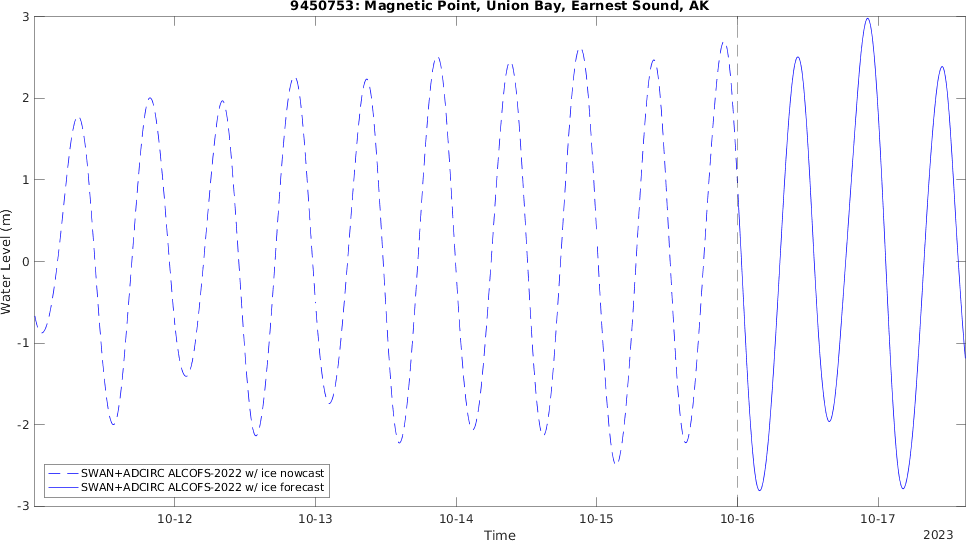 9450753: Magnetic Point, Union Bay, Earnest Sound, AK
3
2
1
0
-1
-2
-3
Water Level (m)
SWAN+ADCIRC ALCOFS-2022 w/ ice nowcast
SWAN+ADCIRC ALCOFS-2022 w/ ice forecast
10-12 10-13 10-14 10-15 10-16 10-17
Time
2023